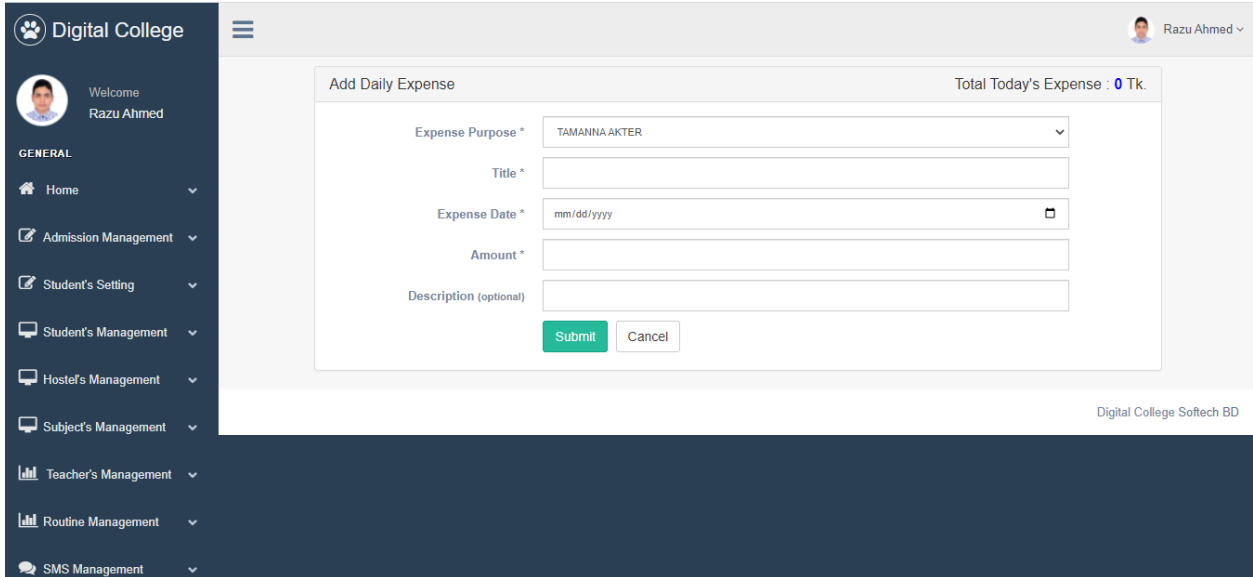 Digital College
Razu Ahmed
Welcome
Razu Ahmed
GENERAL
Home
Admission Management
Student's Setting
Student's Management
Hostel's Management
Subject's Management
Teacher's Management
Routine Management
SMS Management
Add Daily Expense Total Today's Expense : 0 Tk.
Expense Purpose * TAMANNA AKTER
Title *
Expense Date * mm/dd/yyyy
Amount *
Description (optional)
Submit Cancel
Digital College Softech BD